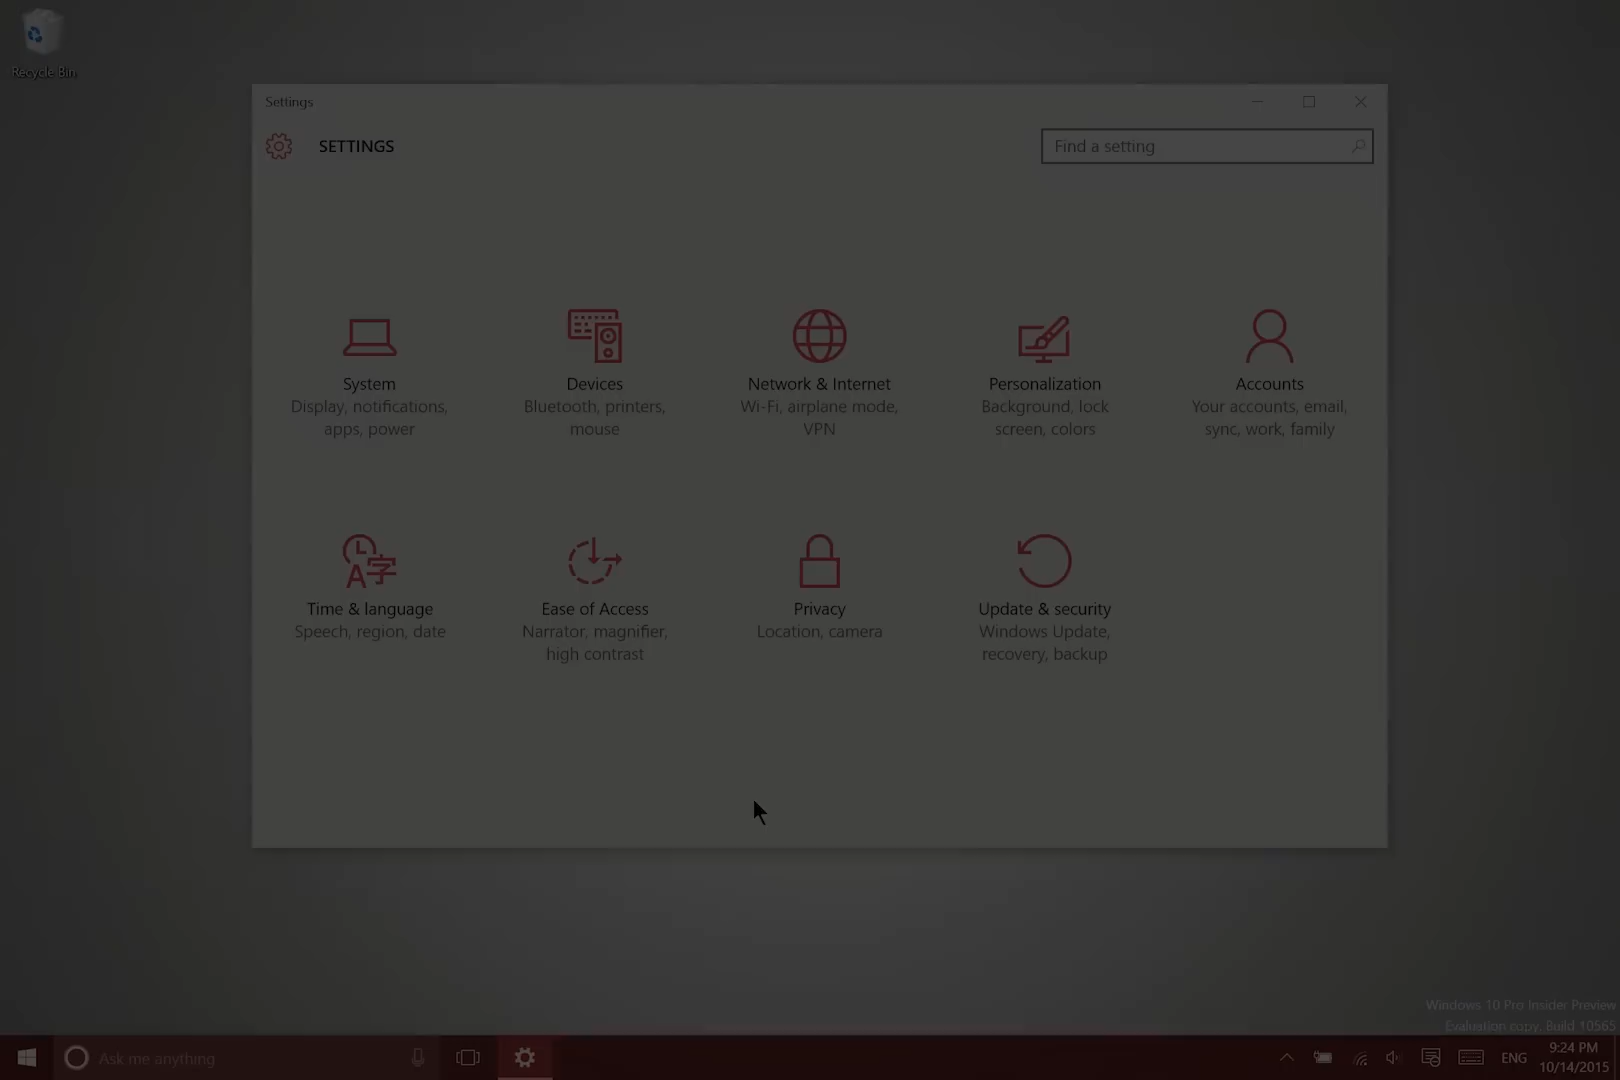 Recycle Bin
Settings
SETTINGS
Find a setting
System
Display, notifications,
apps, power
Devices
Bluetooth, printers,
mouse
Network & Internet
Wi-Fi, airplane mode,
VPN
Personalization
Background, lock
screen, colors
Accounts
Your accounts, email,
sync, work, family
Time & language
Speech, region, date
Ease of Access
Narrator, magnifier,
high contrast
Privacy
Location, camera
Update & security
Windows Update,
recovery, backup
Windows 10 Pro Insider Preview
Evaluation copy. Build 10565
Ask me anything
ENG
9:24 PM
10/14/2015